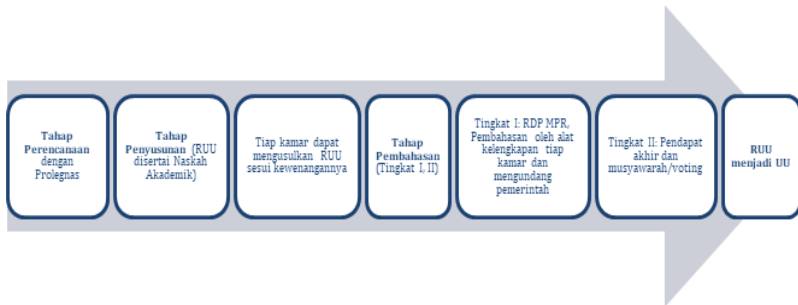 Tahap
Perencanaan
dengan
Prolegnas
Tahap
Penyusunan (RUU
disertai Naskah
Akademik)
Tiap kamar dapat
mengusulkan RUU
sesui kewenangannya
Tahap
Pembahasan
(Tingkat I, II)
Tingkat I: RDP MPR,
Pembahasan oleh alat
kelengkapan tiap
kamar dan
mengundang
pemerintah
Tingkat II: Pendapat
akhir dan
musyawarah/voting
RUU
menjadi UU